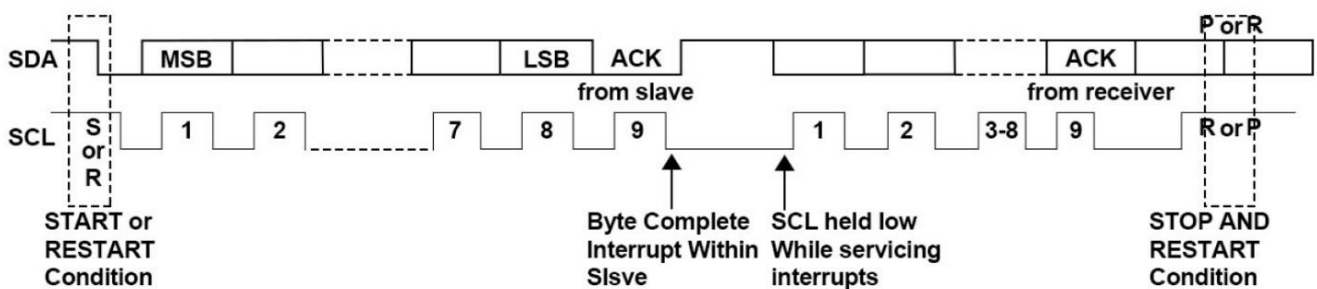 P or R
SDA MSB LSB ACK ACK
from slave from receiver
SCL S or R 1 2 7 8 9 1 2 3-8 9 R or P
START or
RESTART
Condition
Byte Complete
Interrupt Within
SIsve
SCL held low
While servicing
interrupts
STOP AND
RESTART
Condition